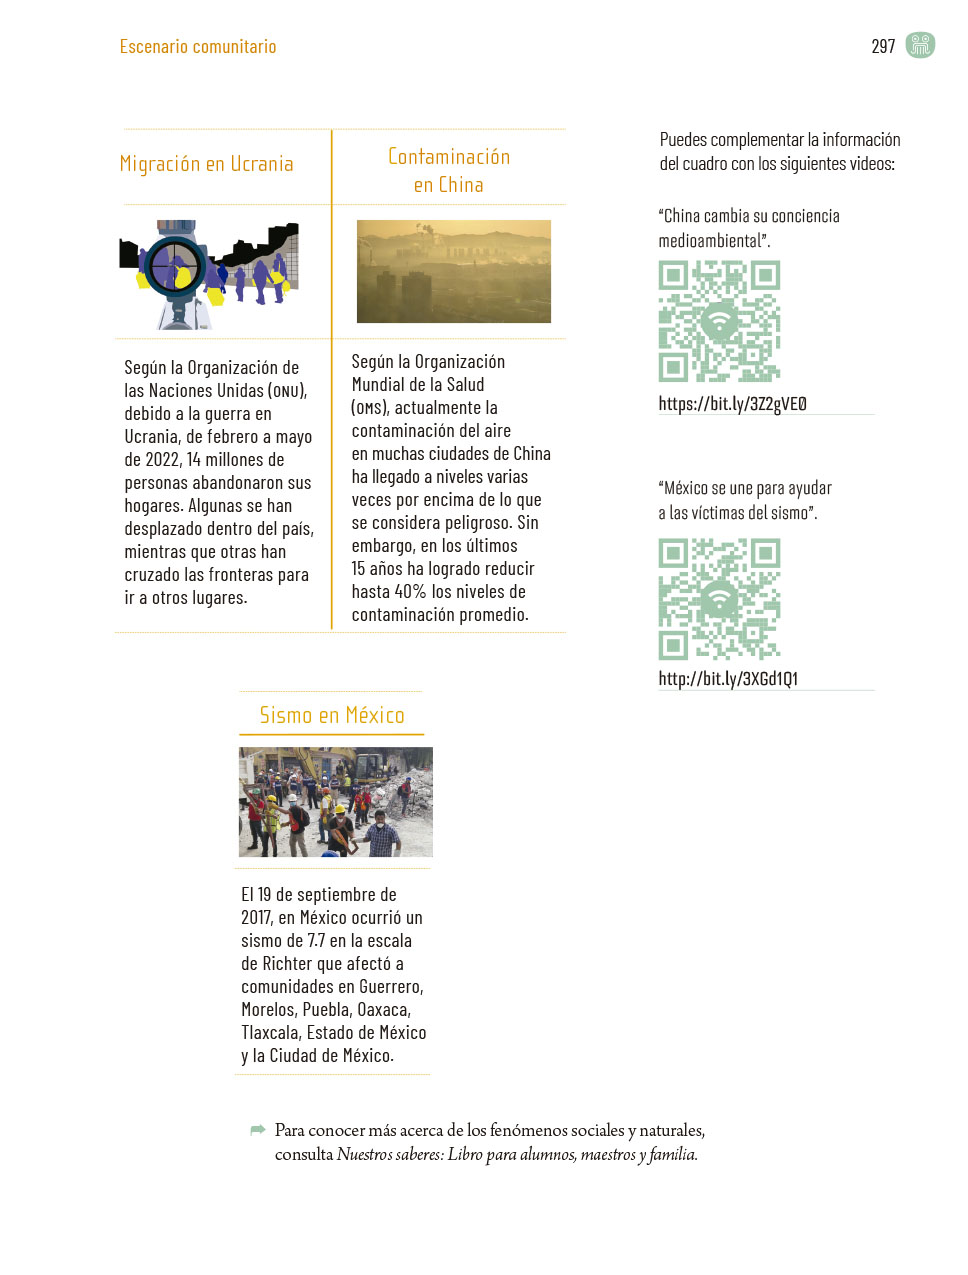 Escenario comunitario
297
Migración en Ucrania
Contaminación
en China
Según la Organización de
las Naciones Unidas (ONU),
debido a la guerra en
Ucrania, de febrero a mayo
de 2022, 14 millones de
personas abandonaron sus
hogares. Algunas se han
desplazado dentro del país,
mientras que otras han
cruzado las fronteras para
ir a otros lugares.
Según la Organización
Mundial de la Salud
(OMS), actualmente la
contaminación del aire
en muchas ciudades de China
ha llegado a niveles varias
veces por encima de lo que
se considera peligroso. Sin
embargo, en los últimos
15 años ha logrado reducir
hasta 40% los niveles de
contaminación promedio.
Sismo en México
El 19 de septiembre de
2017, en México ocurrió un
sismo de 7.7 en la escala
de Richter que afectó a
comunidades en Guerrero,
Morelos, Puebla, Oaxaca,
Tlaxcala, Estado de México
y la Ciudad de México.
Puedes complementar la información
del cuadro con los siguientes videos:
“China cambia su conciencia
medioambiental”.
https://bit.ly/3Z2gVE0
“México se une para ayudar
a las víctimas del sismo”.
http://bit.ly/3XGd1Q1
Para conocer más acerca de los fenómenos sociales y naturales,
consulta Nuestros saberes: Libro para alumnos, maestros y familia.